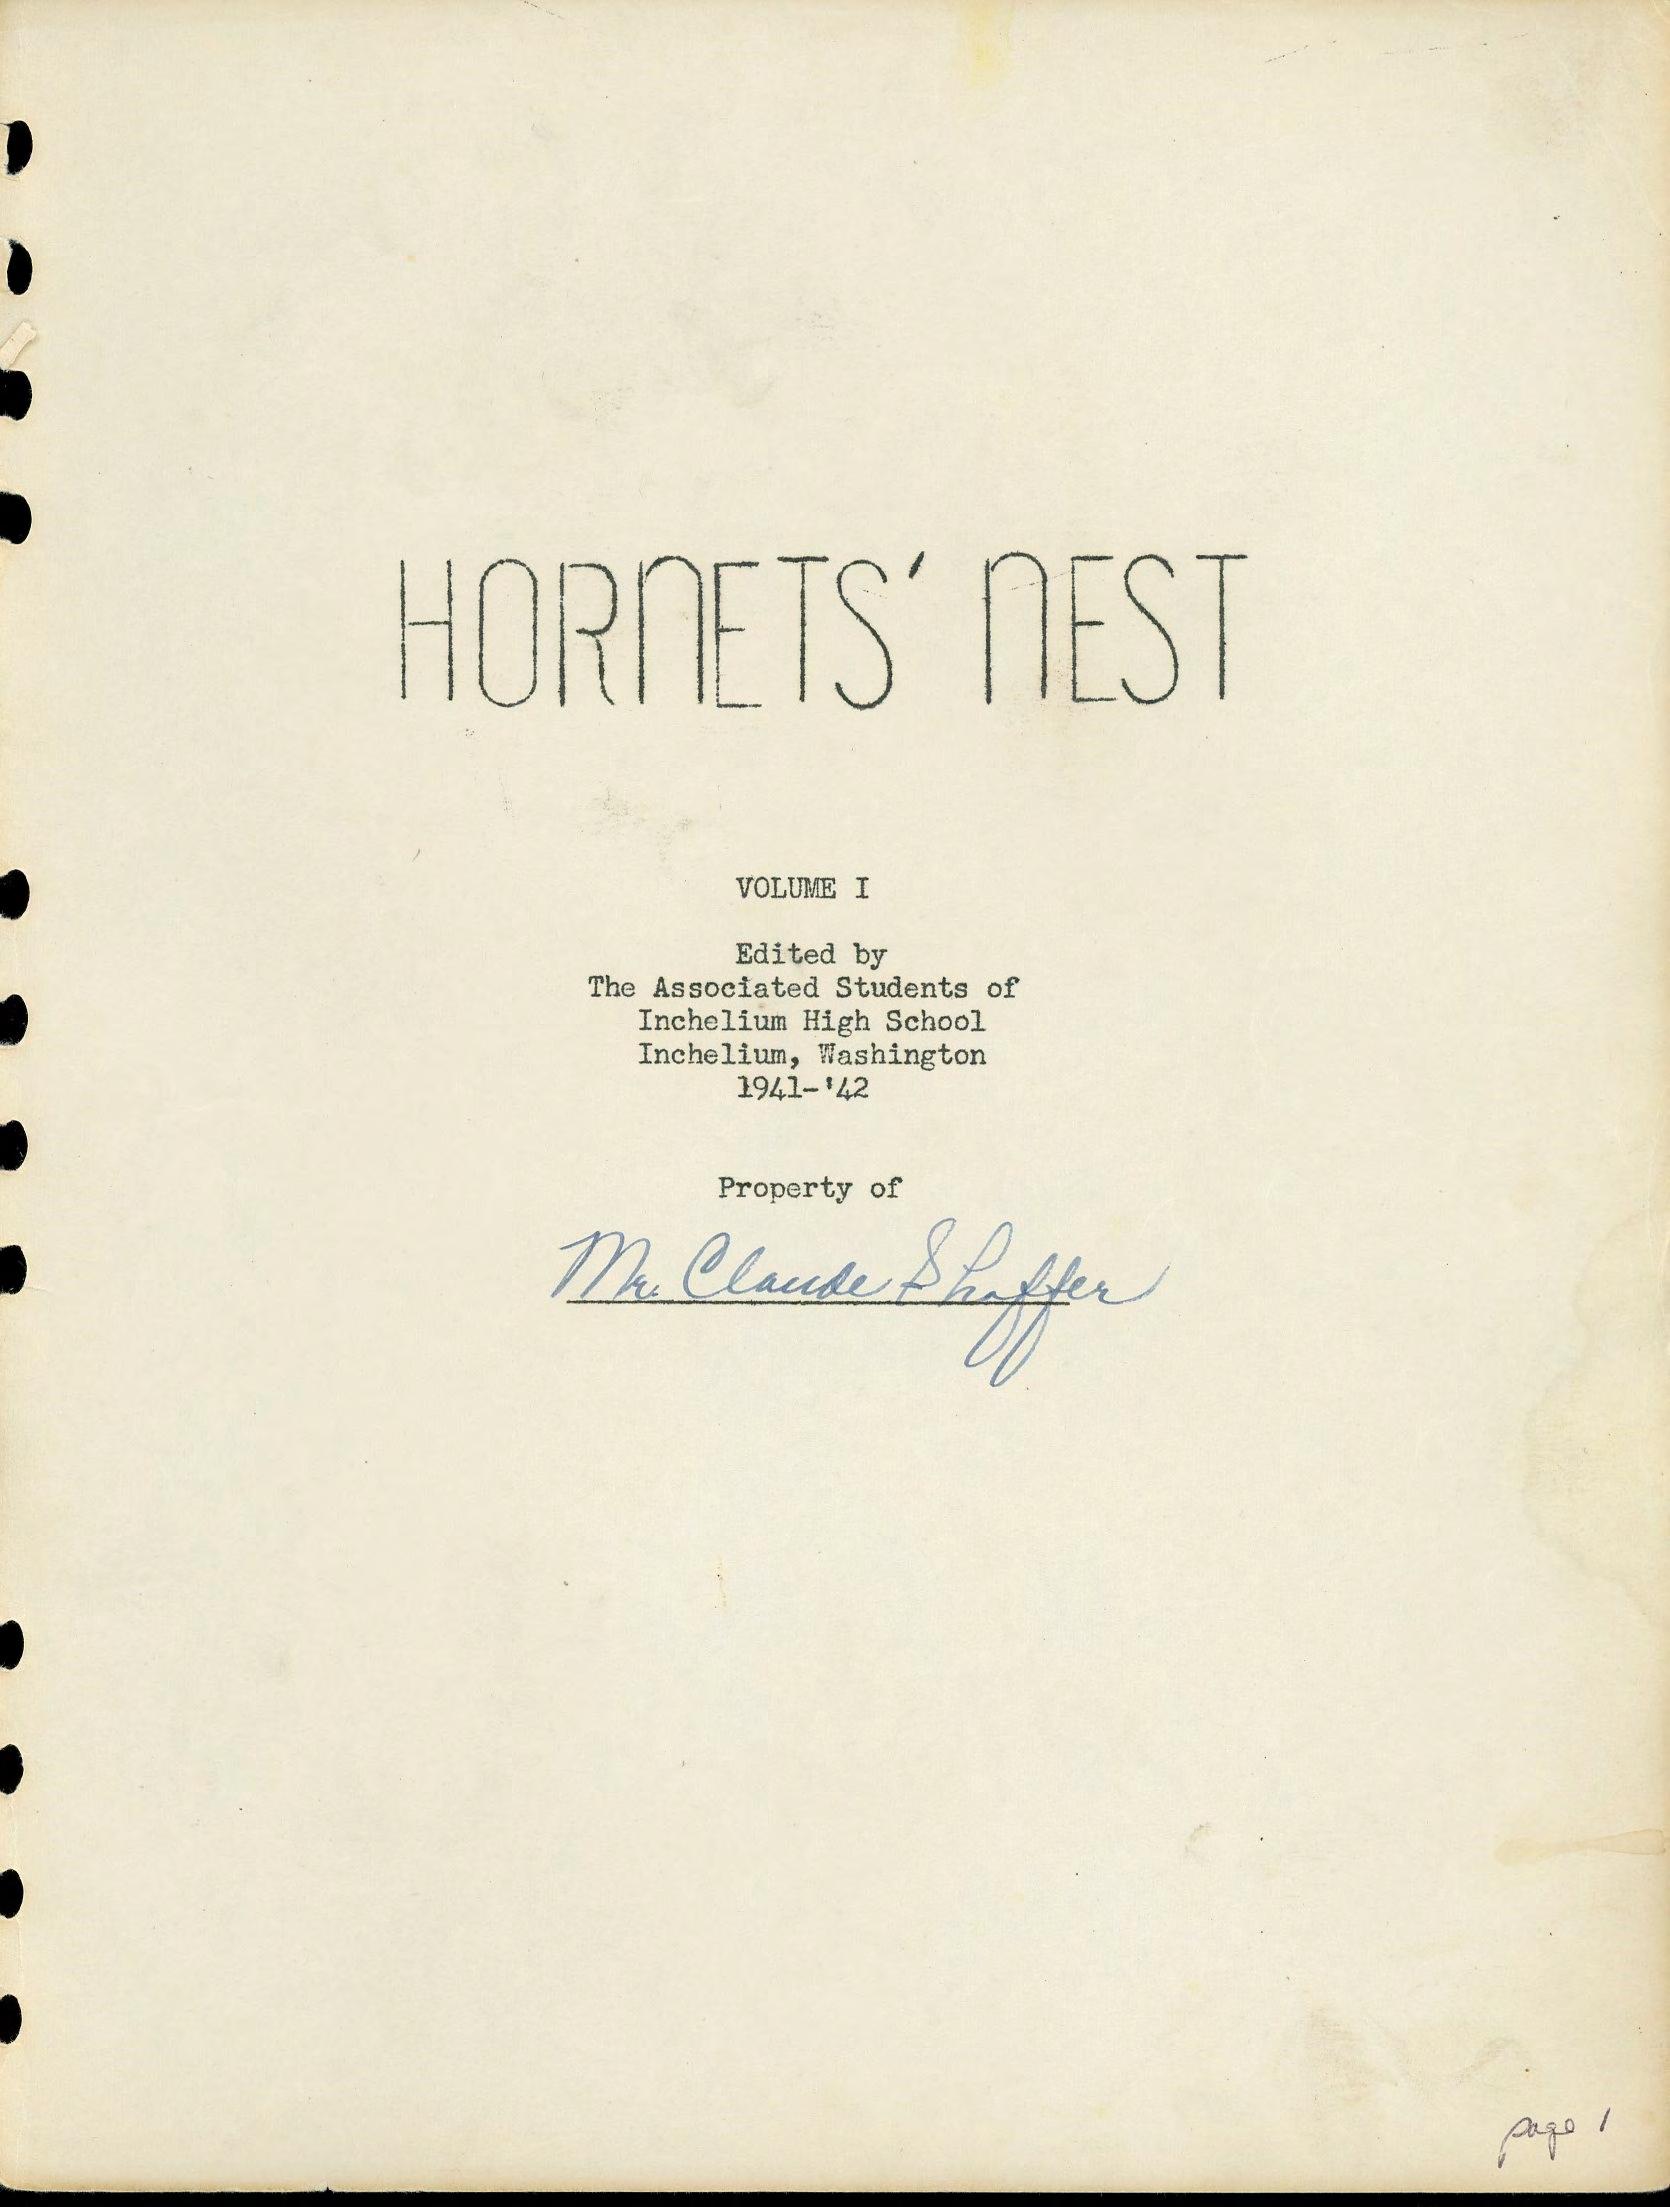 HORNETS' NEST
VOLUME I
Edited by
The Associated Students of
Inchelium High School
Inchelium, Washington
1941-'42
Property of
Mr. Claude Shaffer
page 1